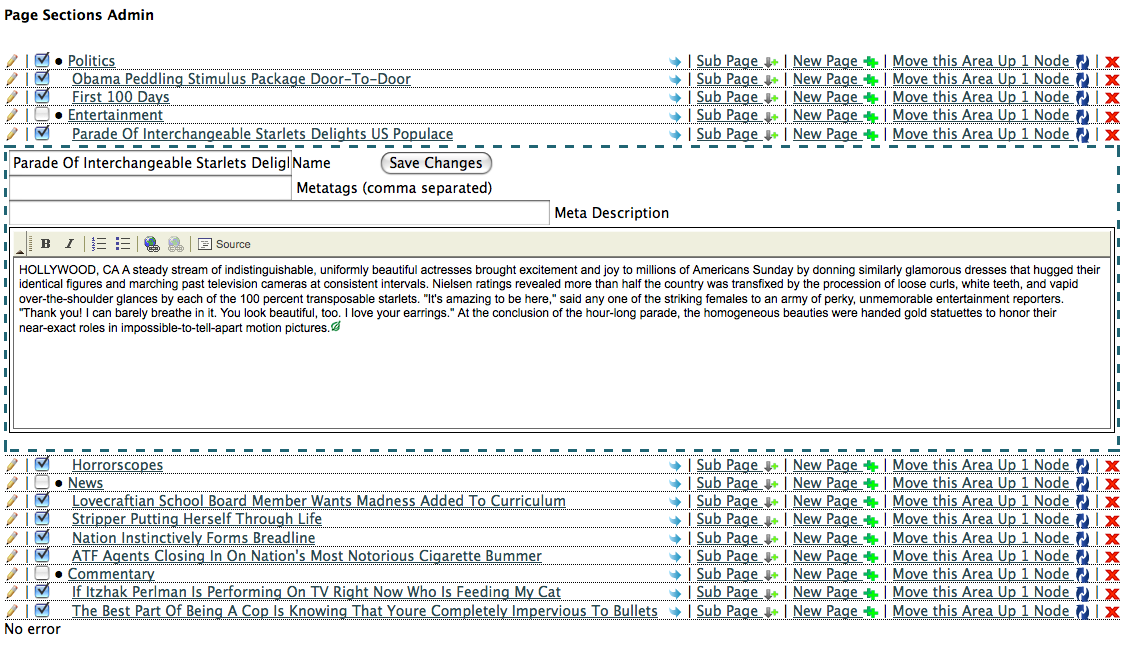 Page Sections Admin
| • Politics | Sub Page | New Page | Move this Area Up 1 Node |
| Obama Peddling Stimulus Package Door-To-Door | Sub Page | New Page | Move this Area Up 1 Node |
| First 100 Days | Sub Page | New Page | Move this Area Up 1 Node |
| • Entertainment | Sub Page | New Page | Move this Area Up 1 Node |
| Parade Of Interchangeable Starlets Delights US Populace | Sub Page | New Page | Move this Area Up 1 Node |
Parade Of Interchangeable Starlets Deligl Name Save Changes
Metatags (comma separated)
Meta Description
B I Source
HOLLYWOOD, CA A steady stream of indistinguishable, uniformly beautiful actresses brought excitement and joy to millions of Americans Sunday by donning similarly glamorous dresses that hugged their
identical figures and marching past television cameras at consistent intervals. Nielsen ratings revealed more than half the country was transfixed by the procession of loose curls, white teeth, and vapid
over-the-shoulder glances by each of the 100 percent transposable starlets. "It's amazing to be here," said any one of the striking females to an army of perky, unmemorable entertainment reporters.
"Thank you! I can barely breathe in it. You look beautiful, too. I love your earrings." At the conclusion of the hour-long parade, the homogeneous beauties were handed gold statuettes to honor their
near-exact roles in impossible-to-tell-apart motion pictures.
| Horrorscopes | Sub Page | New Page | Move this Area Up 1 Node |
| • News | Sub Page | New Page | Move this Area Up 1 Node |
| Lovecraftian School Board Member Wants Madness Added To Curriculum | Sub Page | New Page | Move this Area Up 1 Node |
| Stripper Putting Herself Through Life | Sub Page | New Page | Move this Area Up 1 Node |
| Nation Instinctively Forms Breadline | Sub Page | New Page | Move this Area Up 1 Node |
| ATF Agents Closing In On Nation's Most Notorious Cigarette Bummer | Sub Page | New Page | Move this Area Up 1 Node |
| • Commentary | Sub Page | New Page | Move this Area Up 1 Node |
| If Itzhak Perlman Is Performing On TV Right Now Who Is Feeding My Cat | Sub Page | New Page | Move this Area Up 1 Node |
| The Best Part Of Being A Cop Is Knowing That Youre Completely Impervious To Bullets | Sub Page | New Page | Move this Area Up 1 Node |
No error